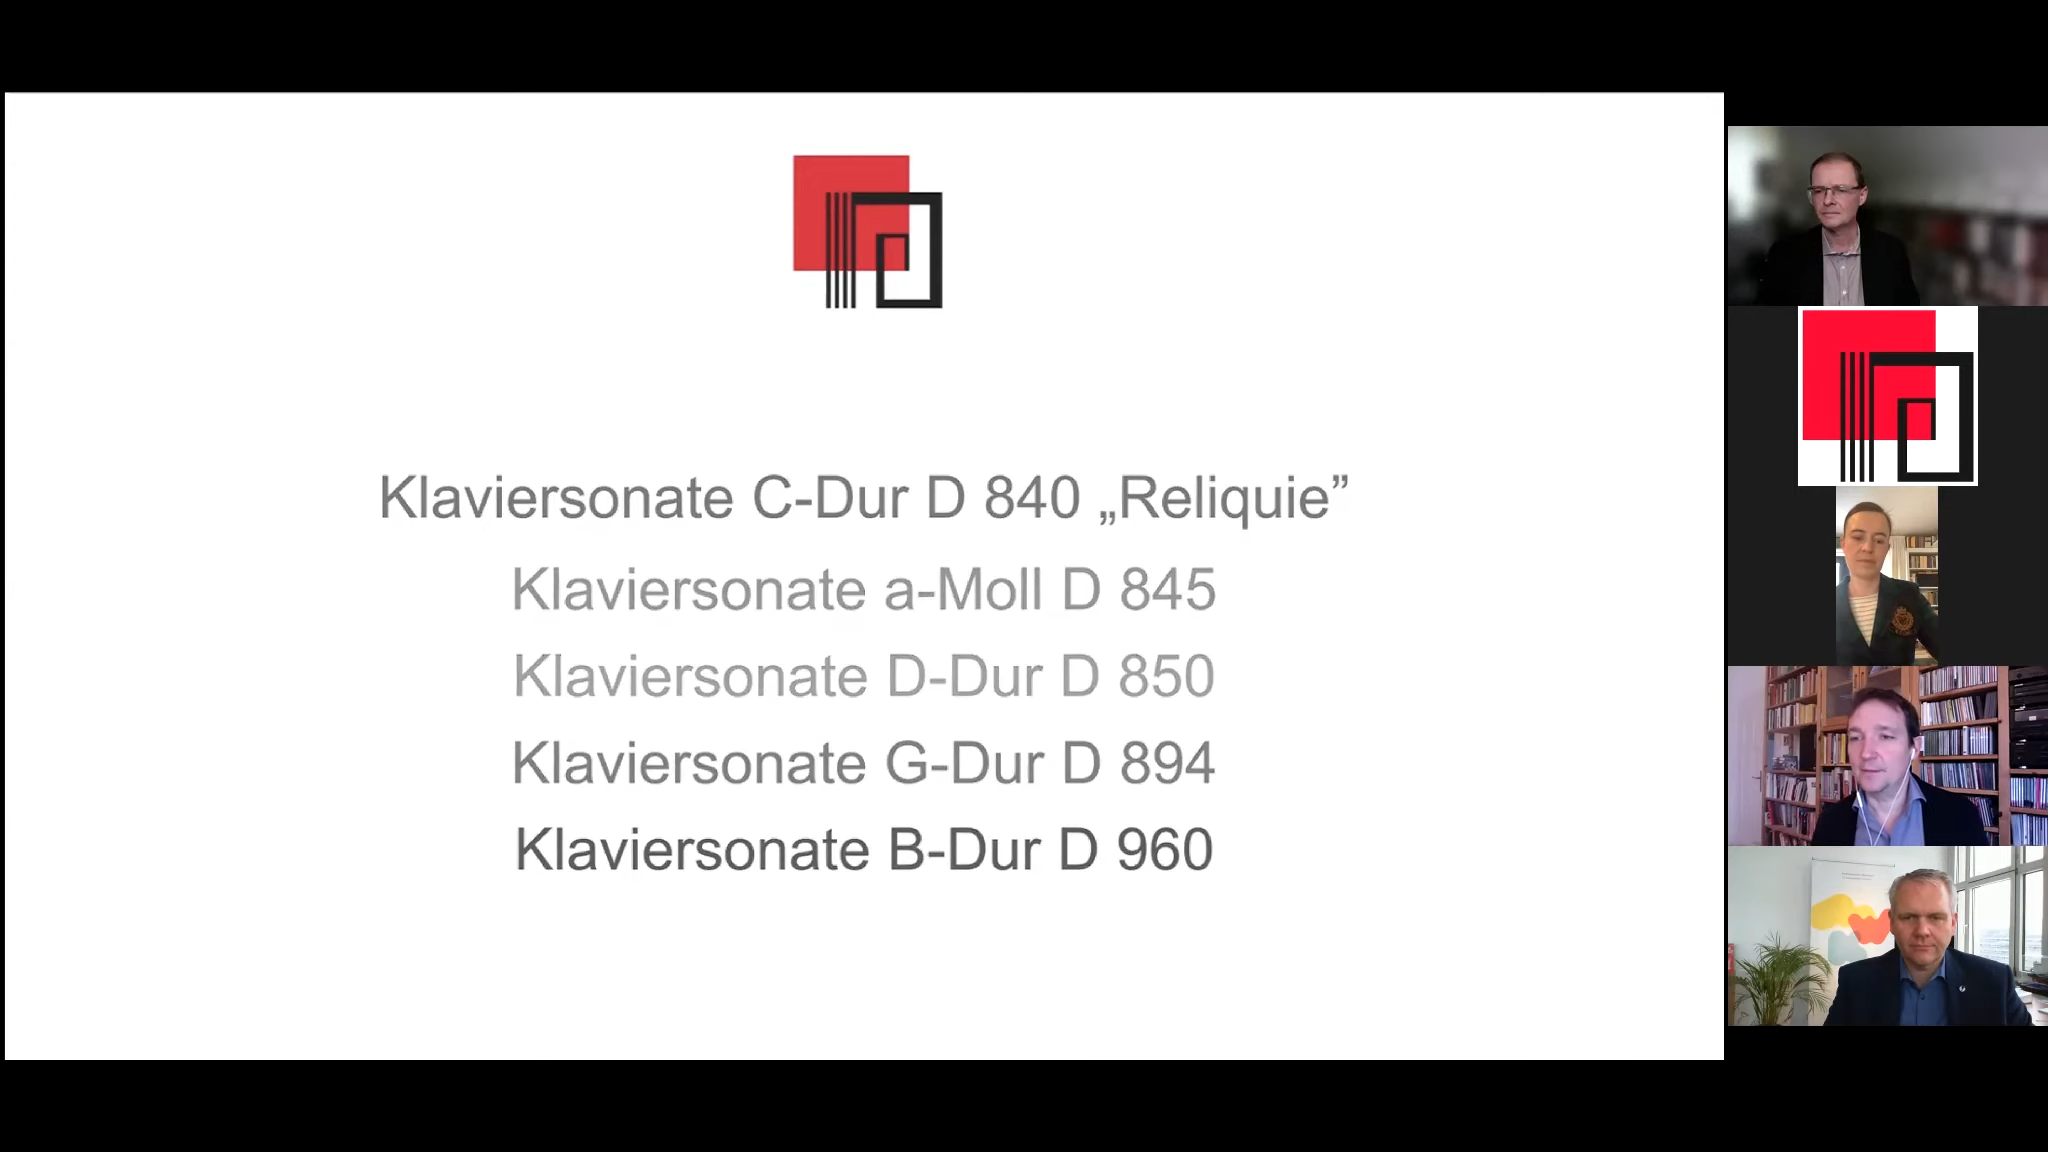 Klaviersonate C-Dur D 840 „Reliquie”
Klaviersonate a-Moll D 845
Klaviersonate D-Dur D 850
Klaviersonate G-Dur D 894
Klaviersonate B-Dur D 960